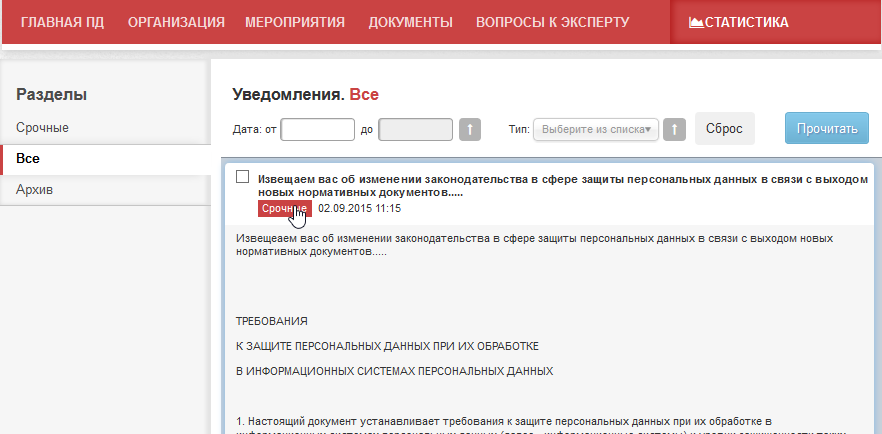 ГЛАВНАЯ ПД ОРГАНИЗАЦИЯ МЕРОПРИЯТИЯ ДОКУМЕНТЫ ВОПРОСЫ К ЭКСПЕРТУ СТАТИСТИКА
Разделы
Срочные
Все
Архив
Уведомления. Все
Дата: от до Тип: Выберите из списка Сброс Прочитать
Извещаем вас об изменении законодательства в сфере защиты персональных данных в связи с выходом
новых нормативных документов.....
Срочные 02.09.2015 11:15
Извещеаем вас об изменении законодательства в сфере защиты персональных данных в связи с выходом новых
нормативных документов.....
ТРЕБОВАНИЯ
К ЗАЩИТЕ ПЕРСОНАЛЬНЫХ ДАННЫХ ПРИ ИХ ОБРАБОТКЕ
В ИНФОРМАЦИОННЫХ СИСТЕМАХ ПЕРСОНАЛЬНЫХ ДАННЫХ
1. Настоящий документ устанавливает требования к защите персональных данных при их обработке в